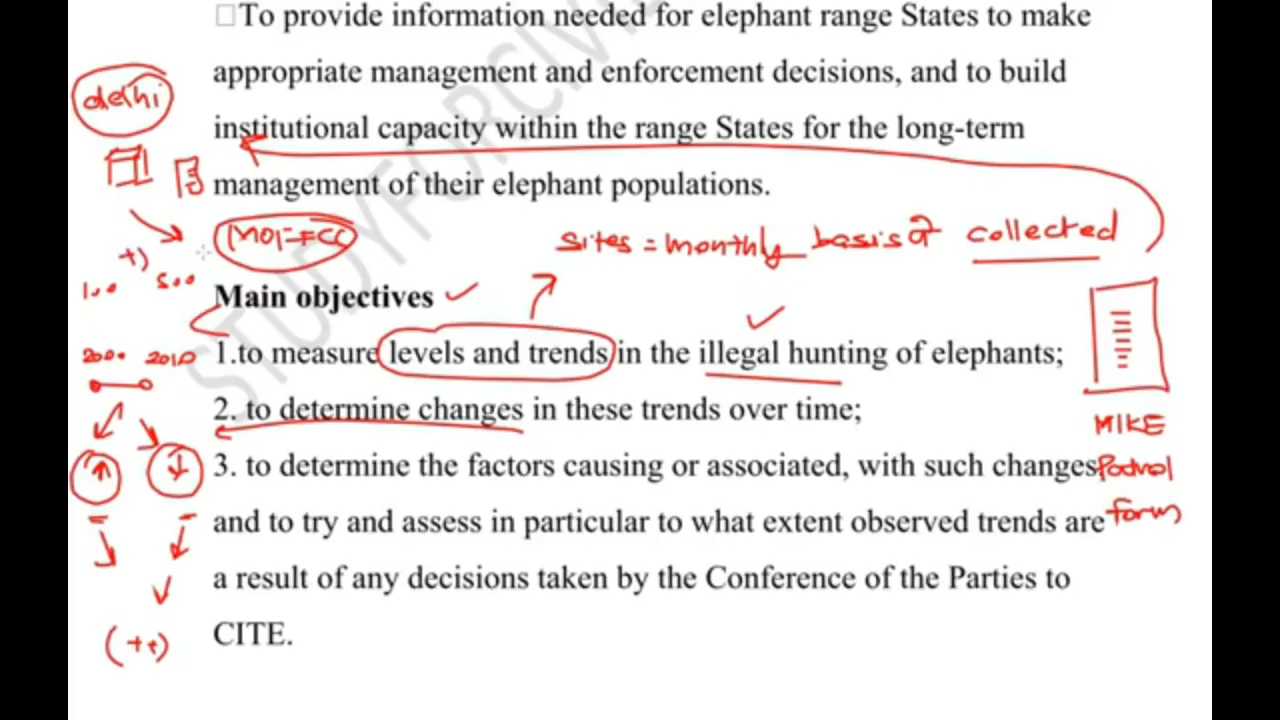 To provide information needed for elephant range States to make
appropriate management and enforcement decisions, and to build
delhi
institutional capacity within the range States for the long-term
management of their elephant populations.
MOEFCC
sites = monthly basis collected
+)
100 500
Main objectives
1.to measure levels and trends in the illegal hunting of elephants;
2000 2010
2. to determine changes in these trends over time;
MIKE
3. to determine the factors causing or associated, with such changes
form
and to try and assess in particular to what extent observed trends are
a result of any decisions taken by the Conference of the Parties to
(++)
CITE.
STUDYFORCIVI